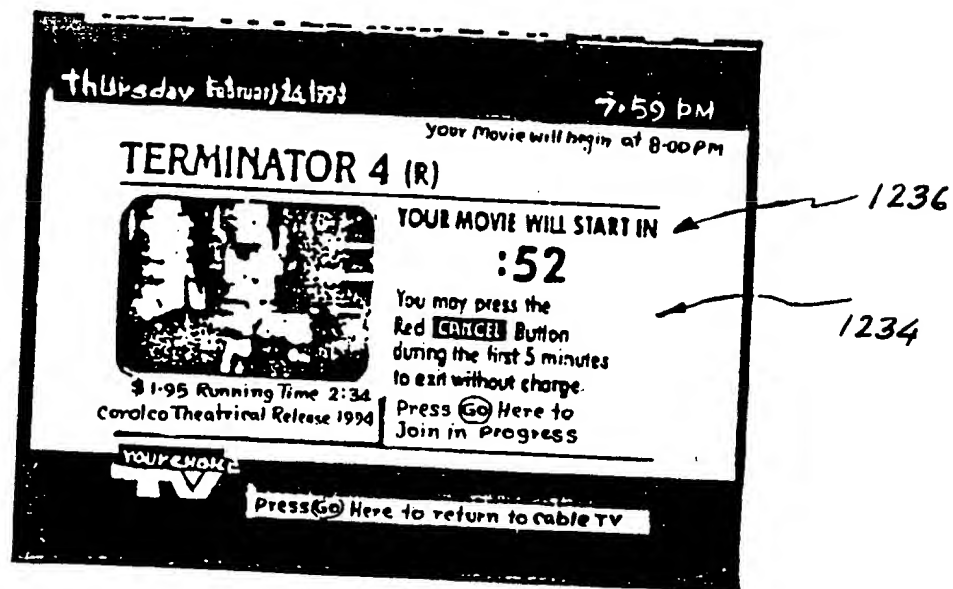 Thursday February 24, 1994 7:59 PM
Your Movie will begin at 8:00 PM
TERMINATOR 4 (R)
YOUR MOVIE WILL START IN
:52
1236
You may press the
Red CANCEL Button
during the first 5 minutes
to exit without charge.
1234
$1.95 Running Time 2:34
Carolco Theatrical Release 1994
Press Go Here to
Join in Progress
YOUR CHOICE
TV
Press Go Here to return to cable TV